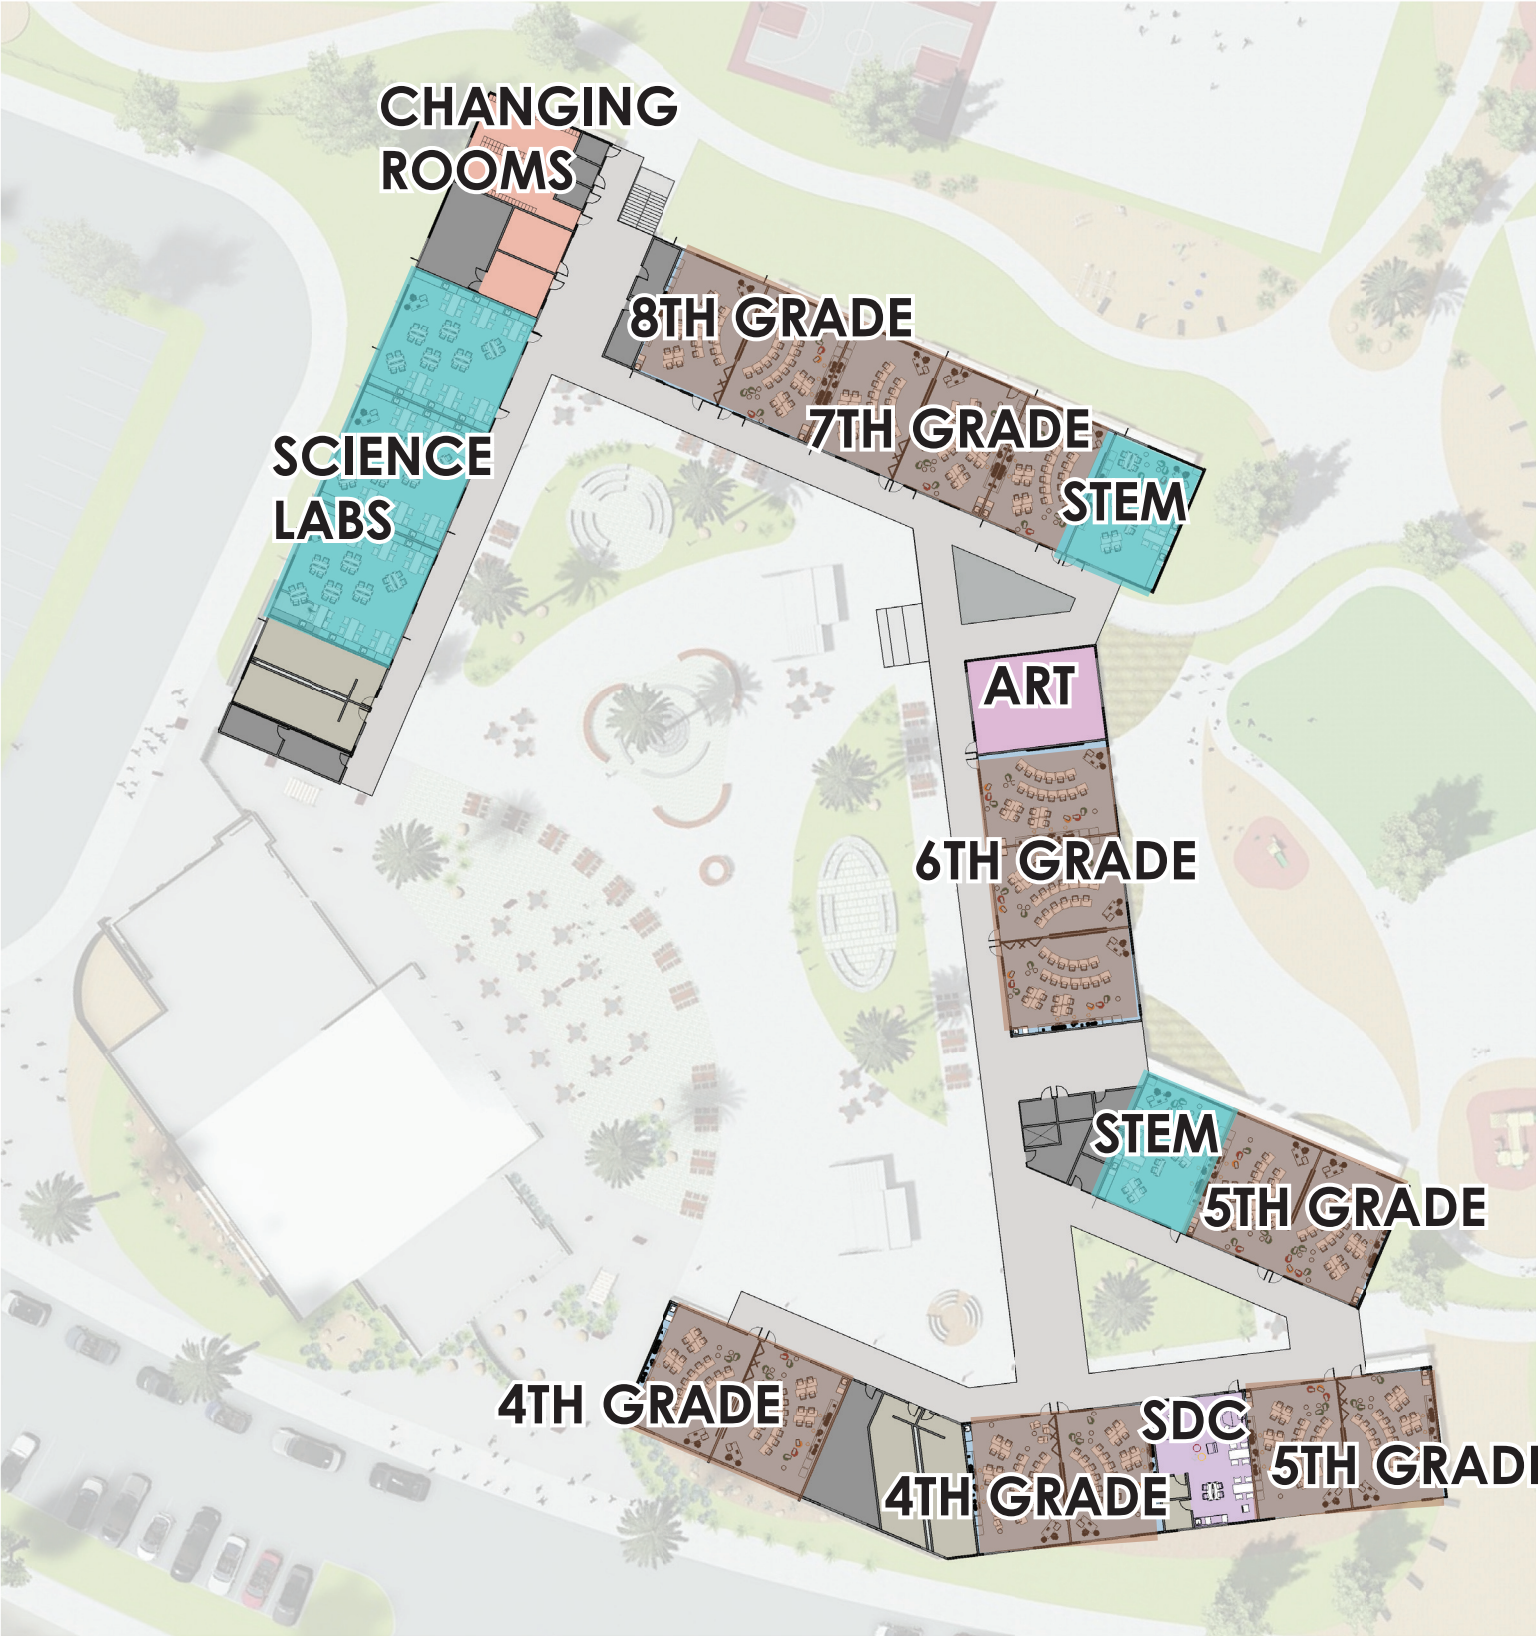 CHANGING
ROOMS
8TH GRADE
7TH GRADE
SCIENCE
LABS
STEM
ART
6TH GRADE
STEM
5TH GRADE
4TH GRADE
SDC
5TH GRAD
4TH GRADE